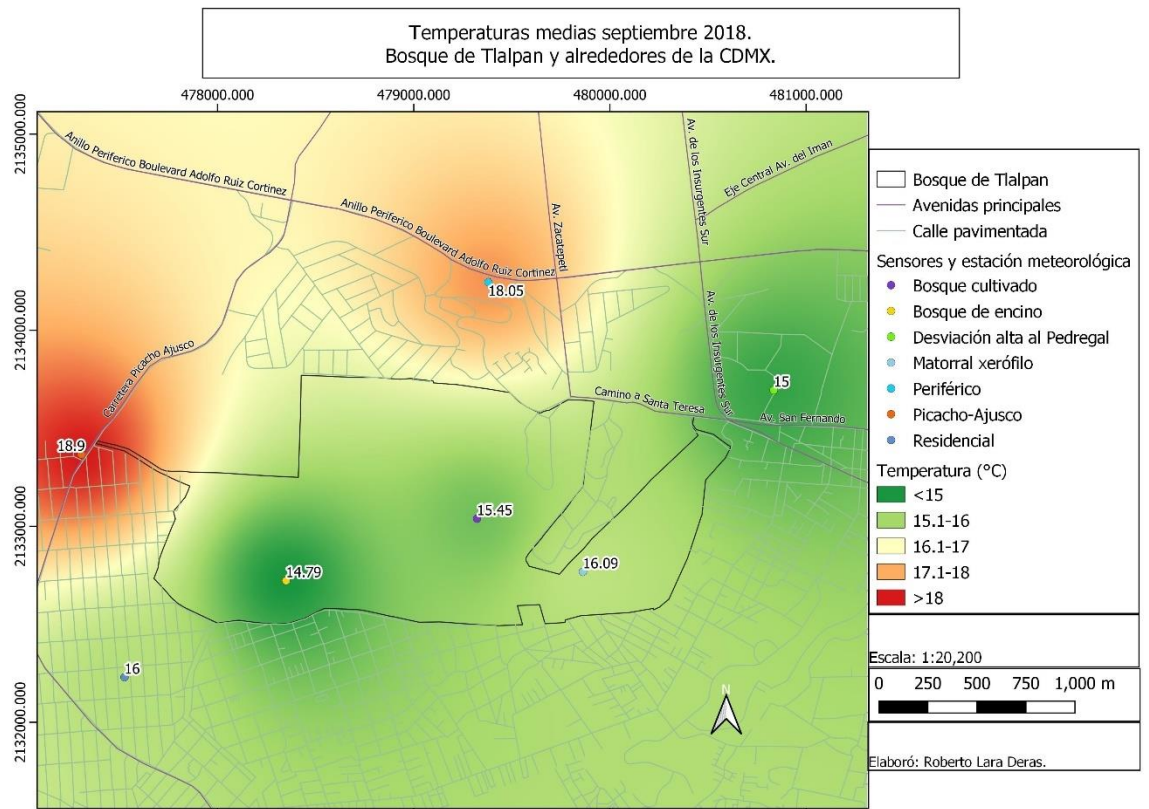 Temperaturas medias septiembre 2018.
Bosque de Tlalpan y alrededores de la CDMX.
478000.000
479000.000
480000.000
481000.000
2135000.000
2134000.000
2133000.000
2132000.000
Anillo Periferico Boulevard Adolfo Ruiz Cortinez
Anillo Periferico Boulevard Adolfo Ruiz Cortinez
Av. Zacatepetl
Av. de los Insurgentes Sur
Eje Central Av. del Iman
Av. de los Insurgentes Sur
Carretera Picacho Ajusco
Camino a Santa Teresa
Av. San Fernando
18.05
15
18.9
15.45
14.79
16.09
16
N
Bosque de Tlalpan
Avenidas principales
Calle pavimentada
Sensores y estación meteorológica
Bosque cultivado
Bosque de encino
Desviación alta al Pedregal
Matorral xerófilo
Periférico
Picacho-Ajusco
Residencial
Temperatura (°C)
<15
15.1-16
16.1-17
17.1-18
>18
Escala: 1:20,200
0 250 500 750 1,000 m
Elaboró: Roberto Lara Deras.